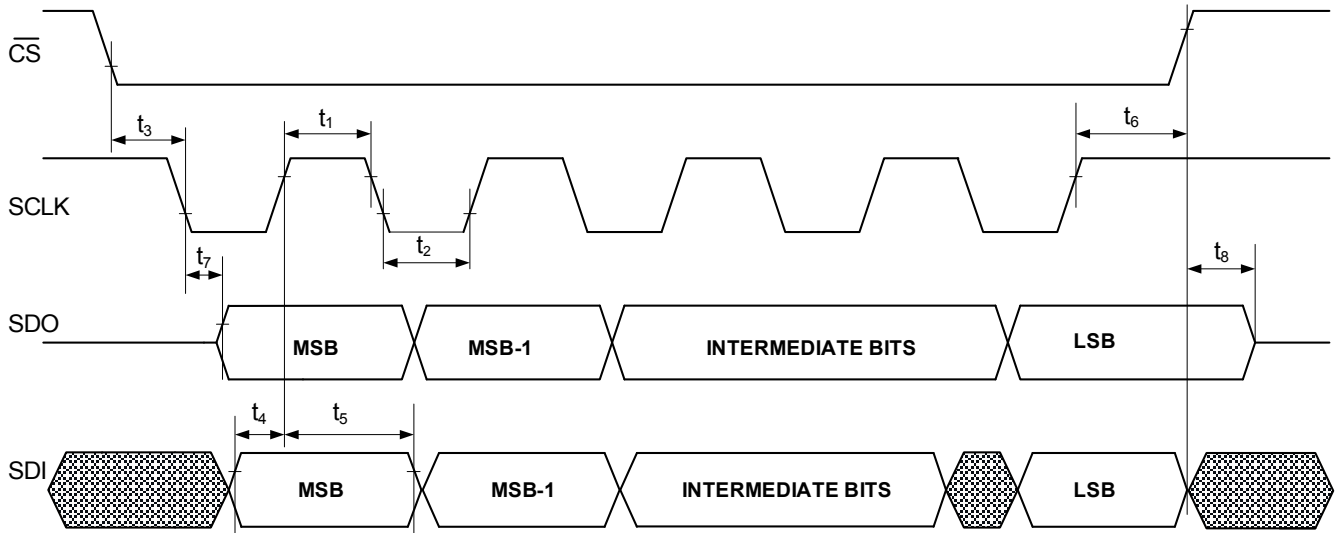 CS
t3
t1
t6
SCLK
t2
t7
t8
SDO
MSB
MSB-1
INTERMEDIATE BITS
LSB
t4
t5
SDI
MSB
MSB-1
INTERMEDIATE BITS
LSB